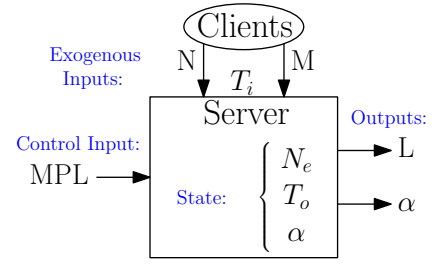 Clients
Exogenous
Inputs:
N
M
T_i
Server
Control Input:
MPL
State:
N_e
T_o
α
Outputs:
L
α